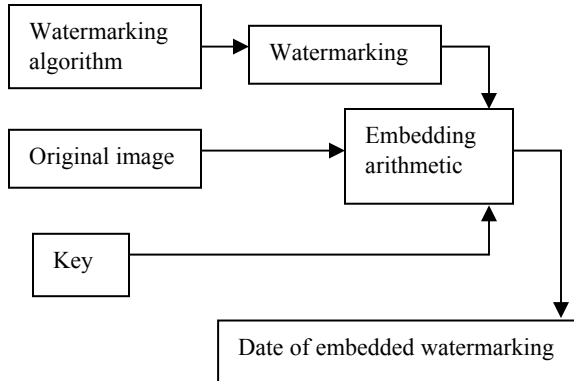 Watermarking
algorithm
Watermarking
Original image
Embedding
arithmetic
Key
Date of embedded watermarking